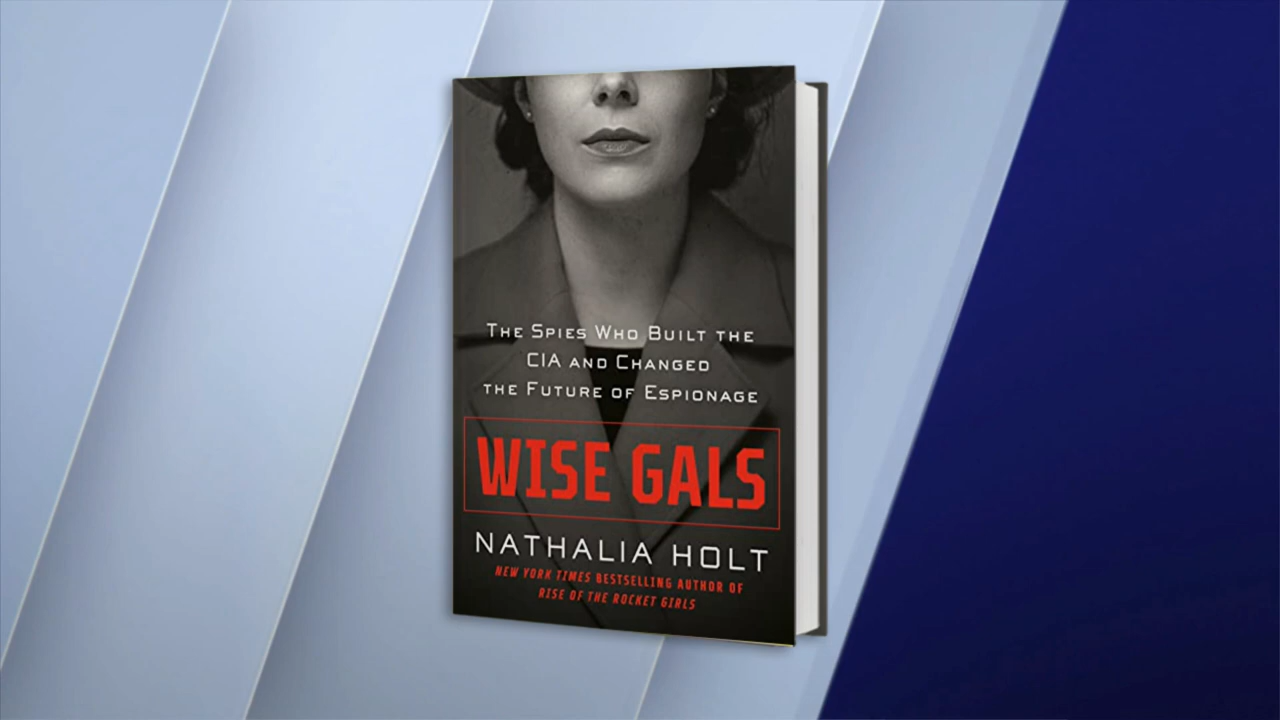 The Spies Who Built the
CIA and Changed
the Future of Espionage
WISE GALS
NATHALIA HOLT
NEW YORK TIMES BESTSELLING AUTHOR OF
RISE OF THE ROCKET GIRLS